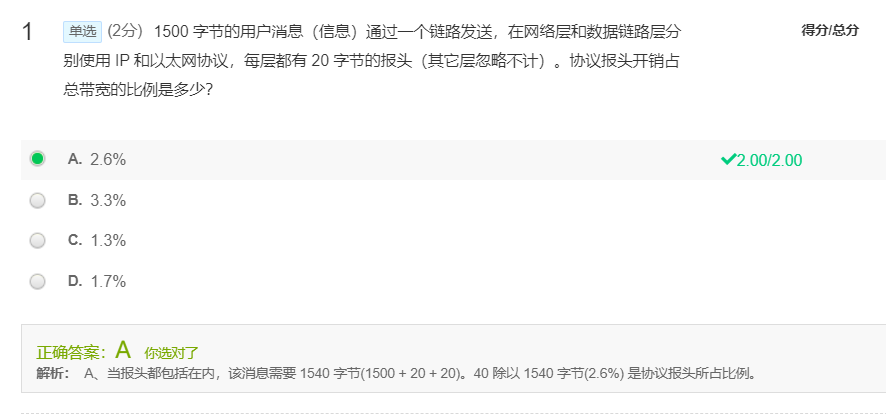 1 单选 (2分) 1500 字节的用户消息（信息）通过一个链路发送，在网络层和数据链路层分 得分/总分
别使用 IP 和以太网协议，每层都有 20 字节的报头（其它层忽略不计）。协议报头开销占
总带宽的比例是多少?
A. 2.6% 2.00/2.00
B. 3.3%
C. 1.3%
D. 1.7%
正确答案：A 你选对了
解析： A、当报头都包括在内，该消息需要 1540 字节(1500 + 20 + 20)。40 除以 1540 字节(2.6%) 是协议报头所占比例。